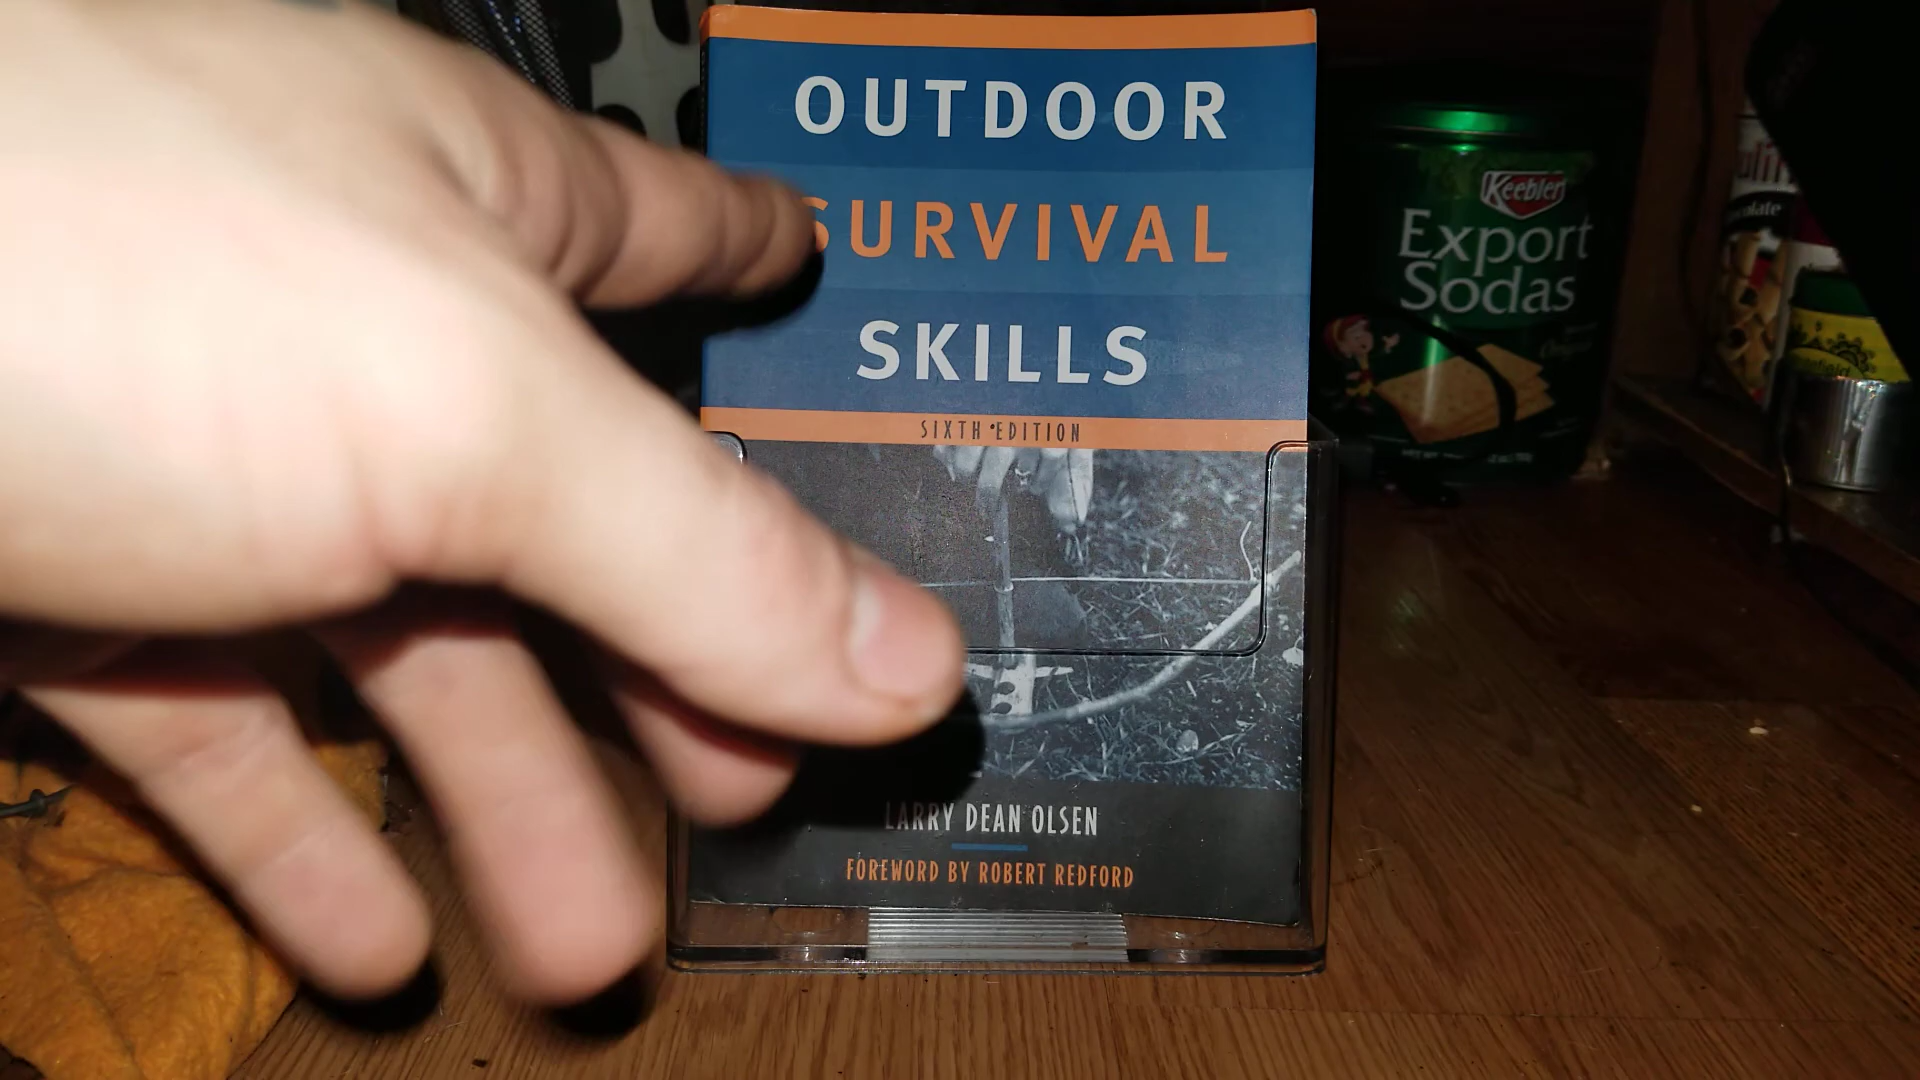 OUTDOOR
SURVIVAL
SKILLS
SIXTH EDITION
LARRY DEAN OLSEN
FOREWORD BY ROBERT REDFORD
Keebler
Export
Sodas